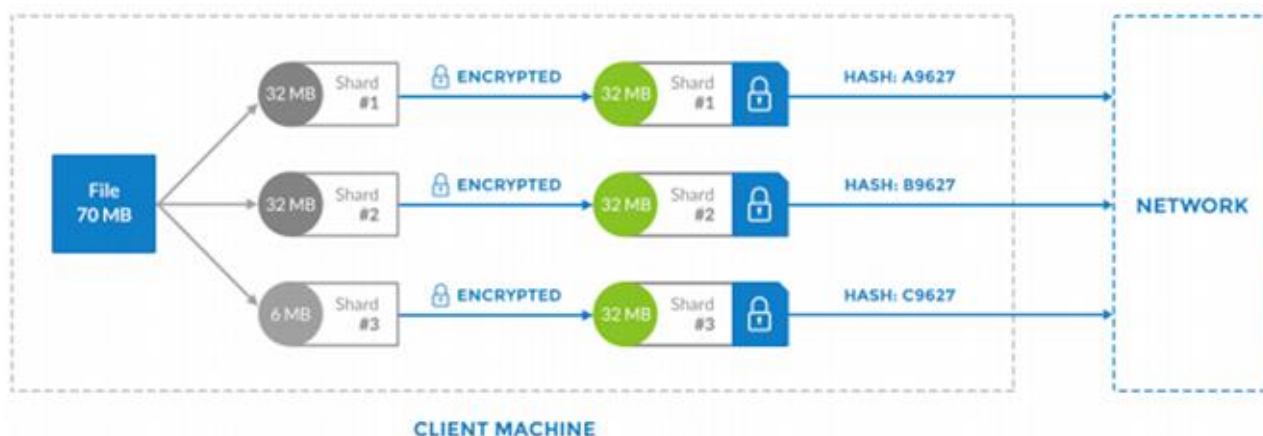 32 MB
Shard
#1
ENCRYPTED
32 MB
Shard
#1
HASH: A9627
File
70 MB
32 MB
Shard
#2
ENCRYPTED
32 MB
Shard
#2
HASH: B9627
NETWORK
6 MB
Shard
#3
ENCRYPTED
32 MB
Shard
#3
HASH: C9627
CLIENT MACHINE